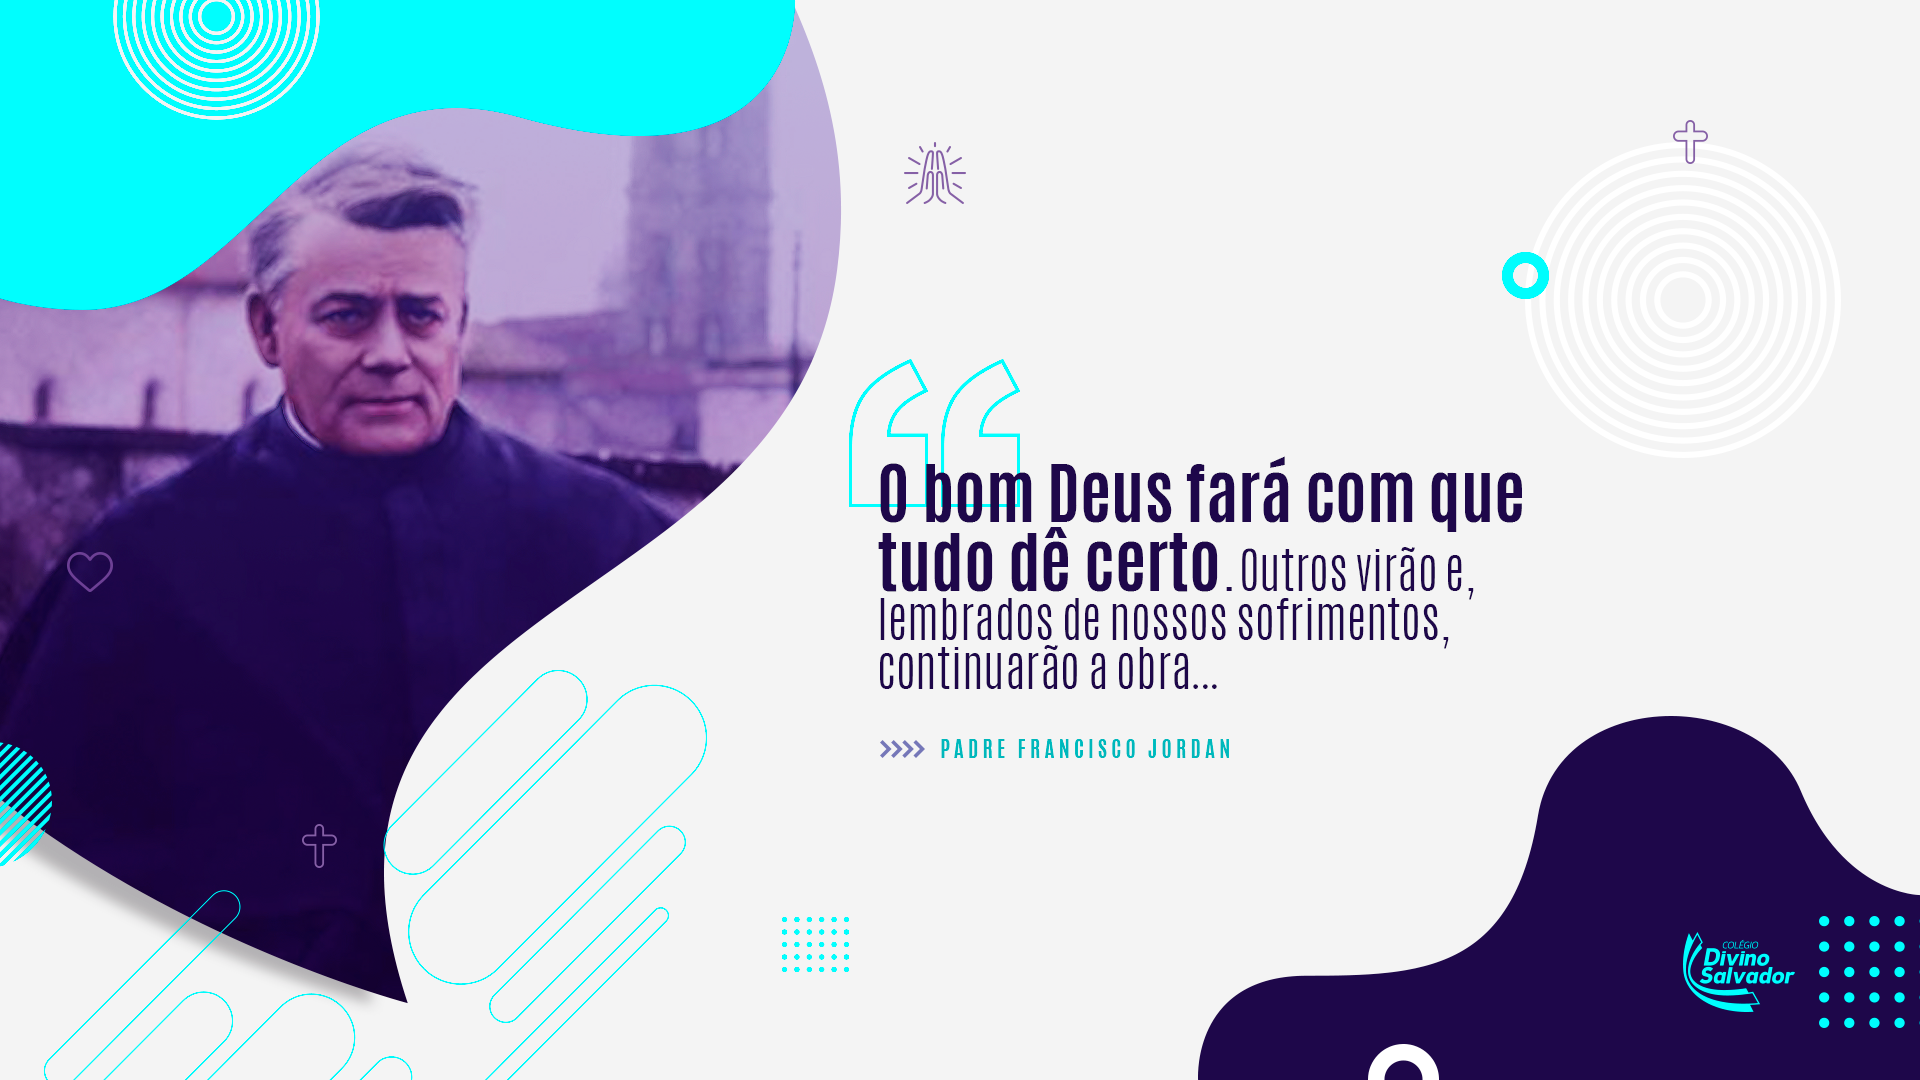 O bom Deus fará com que
tudo dê certo. Outros virão e,
lembrados de nossos sofrimentos,
continuarão a obra...
PADRE FRANCISCO JORDAN
COLÉGIO
Divino
Salvador